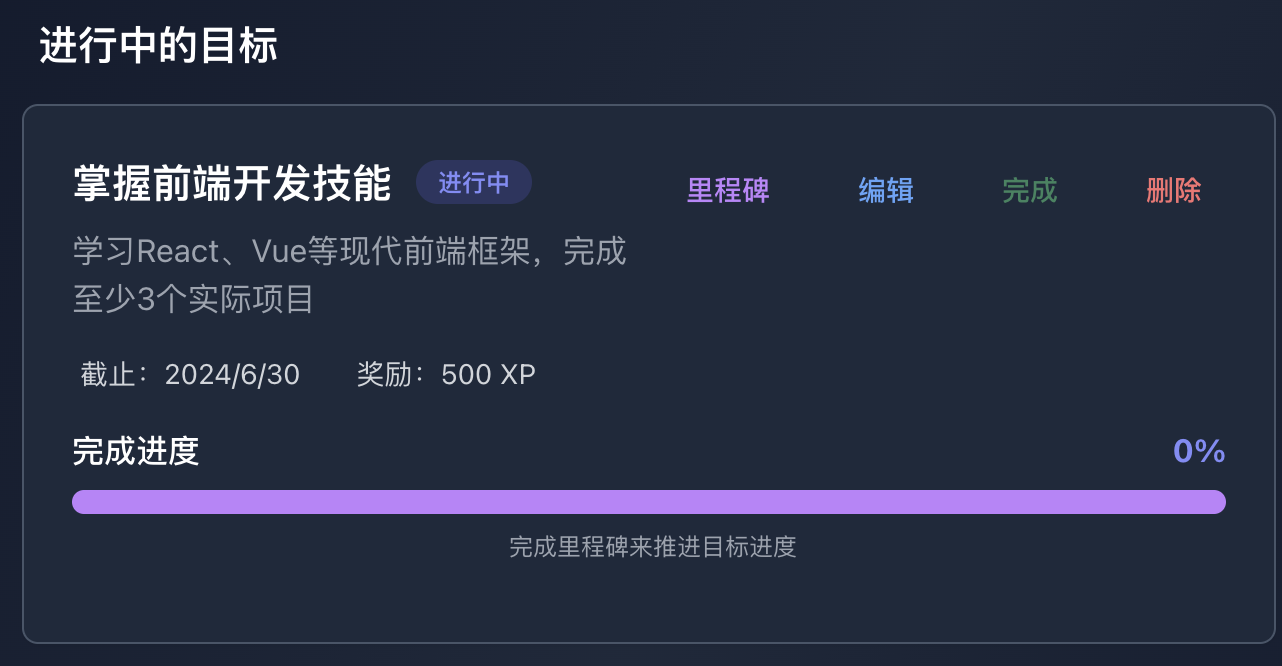 进行中的目标
掌握前端开发技能 进行中 里程碑 编辑 完成 删除
学习React、Vue等现代前端框架，完成
至少3个实际项目
截止：2024/6/30 奖励：500 XP
完成进度 0%
完成里程碑来推进目标进度